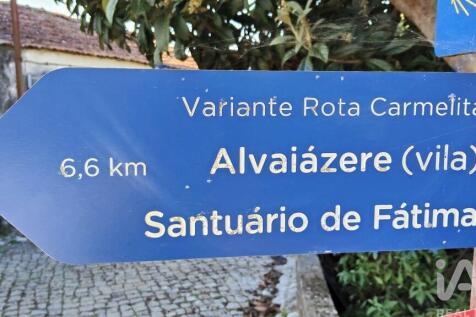 Variante Rota Carmelita
6,6 km
Alvaiázere (vila)
Santuário de Fátima